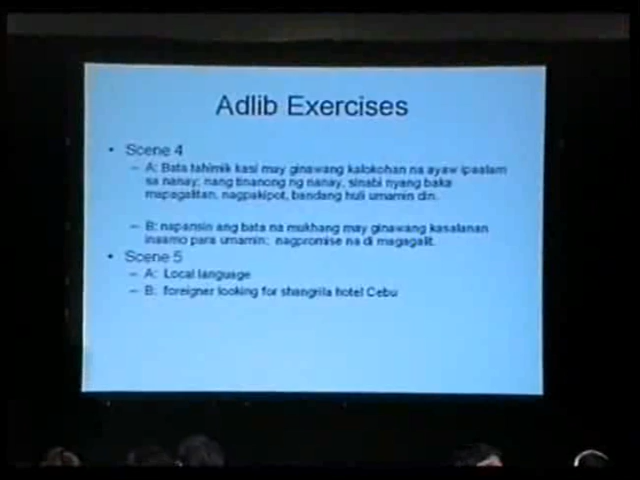 Adlib Exercises
• Scene 4
– A: Bata tahimik kasi may ginawang kalokohan na ayaw ipaalam
sa nanay; nang tinanong ng nanay, sinabi nyang baka
mapagalitan, nagpakipot, bandang huli umamin din.
– B: napansin ang bata na mukhang may ginawang kasalanan
inaamo para umamin; nagpromise na di magagalit.
• Scene 5
– A: Local language
– B: foreigner looking for shangrila hotel Cebu